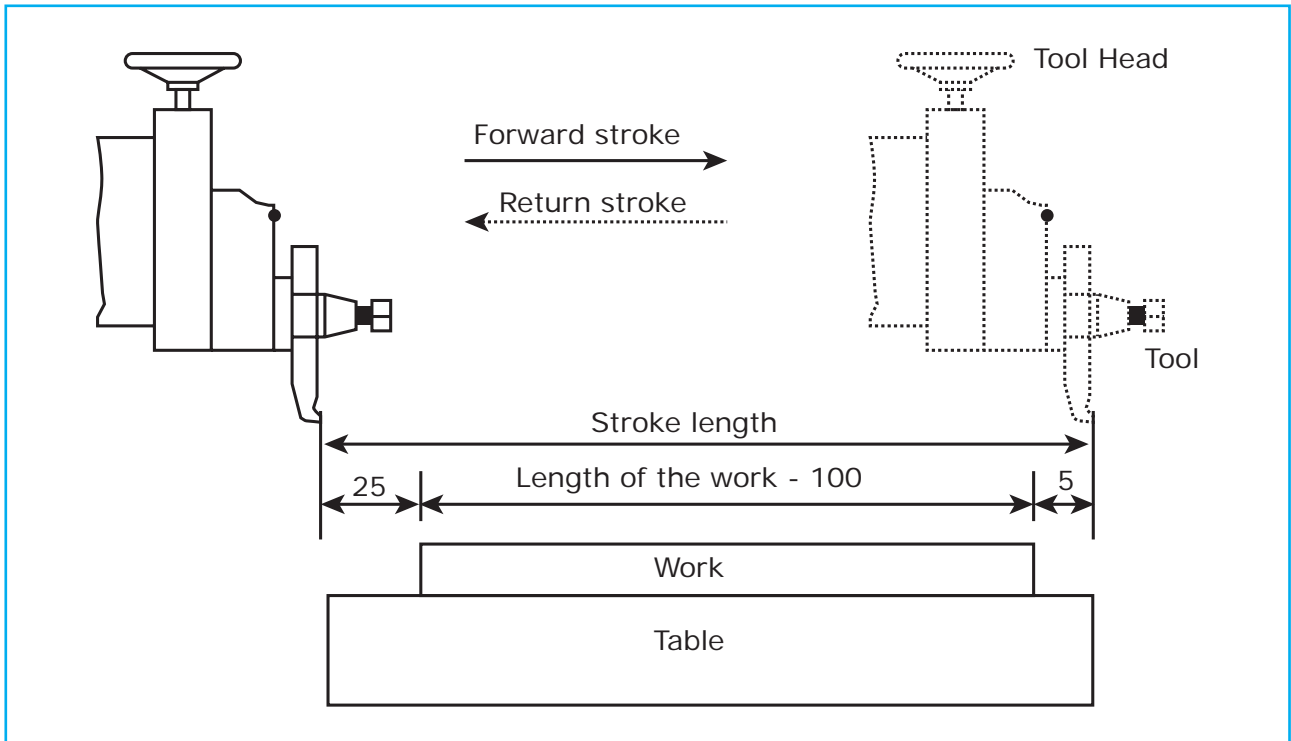 Tool Head
Forward stroke
Return stroke
Tool
Stroke length
25
Length of the work - 100
5
Work
Table